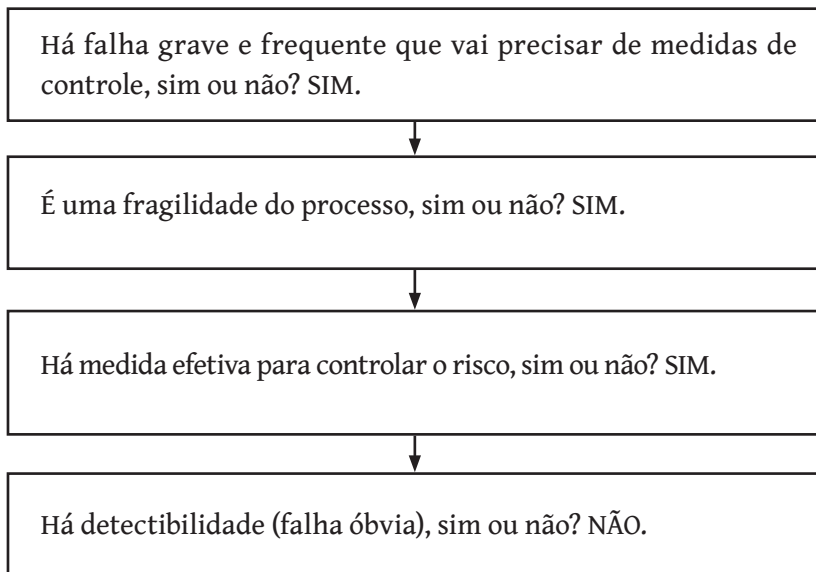 Há falha grave e frequente que vai precisar de medidas de
controle, sim ou não? SIM.
É uma fragilidade do processo, sim ou não? SIM.
Há medida efetiva para controlar o risco, sim ou não? SIM.
Há detectibilidade (falha óbvia), sim ou não? NÃO.